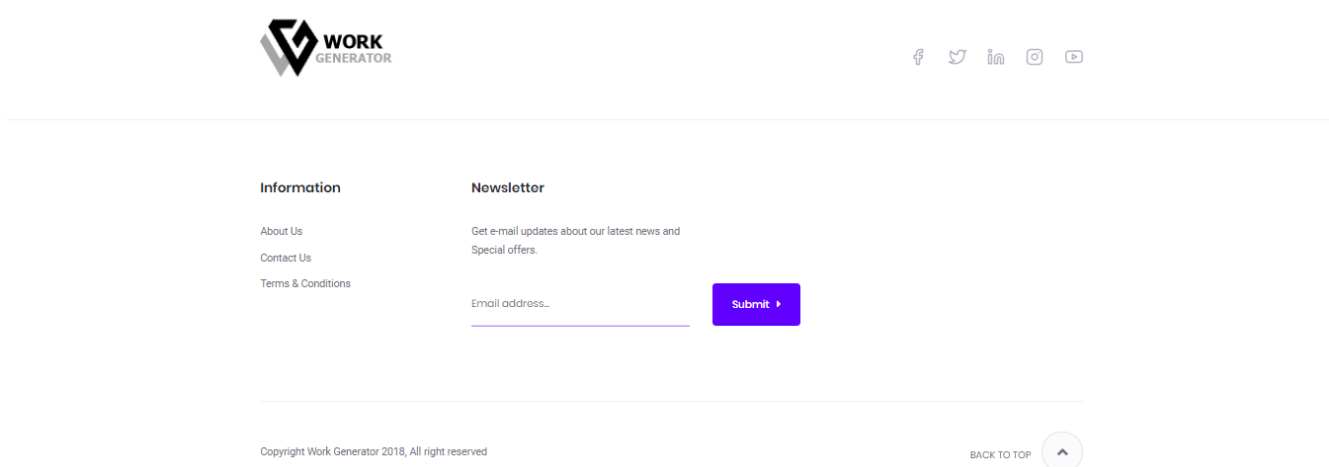 WORK
GENERATOR
Information
About Us
Contact Us
Terms & Conditions
Newsletter
Get e-mail updates about our latest news and
Special offers.
Email address...
Submit
Copyright Work Generator 2018, All right reserved
BACK TO TOP